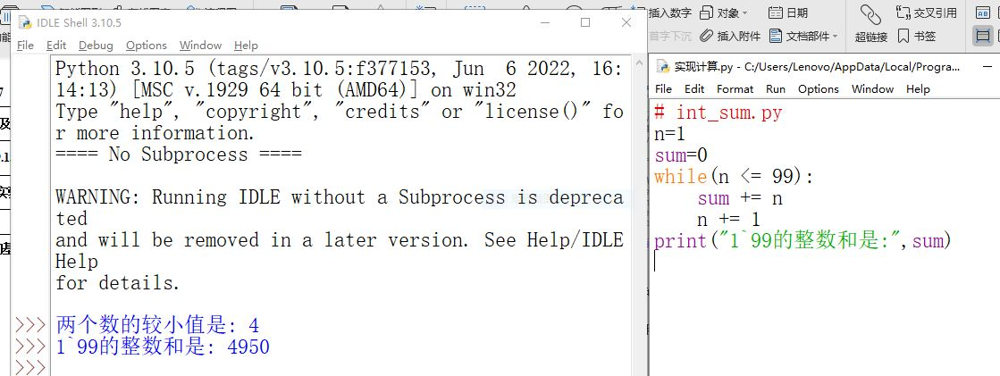 IDLE Shell 3.10.5
File Edit Debug Options Window Help
Python 3.10.5 (tags/v3.10.5:f377153, Jun  6 2022, 16:
14:13) [MSC v.1929 64 bit (AMD64)] on win32
Type "help", "copyright", "credits" or "license()" fo
r more information.
==== No Subprocess ====
WARNING: Running IDLE without a Subprocess is depreca
ted
and will be removed in a later version. See Help/IDLE
Help
for details.
>>> 两个数的较小值是: 4
>>> 1`99的整数和是: 4950
>>>
插入数字 对象 日期 交叉引用
首字下沉 插入附件 文档部件 超链接 书签
实现计算.py - C:/Users/Lenovo/AppData/Local/Progra...
File Edit Format Run Options Window Help
# int_sum.py
n=1
sum=0
while(n <= 99):
    sum += n
    n += 1
print("1`99的整数和是:",sum)